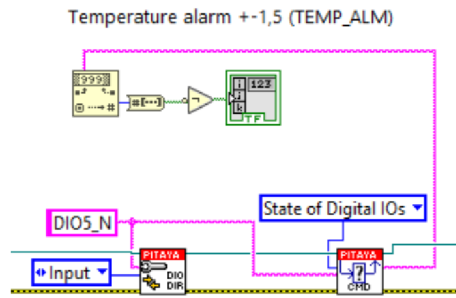 Temperature alarm +-1,5 (TEMP_ALM)
999
#[...]
i 123
j
k
TF
DIO5_N
State of Digital IOs
Input
PITAYA
DIO
DIR
PITAYA
?
CMD